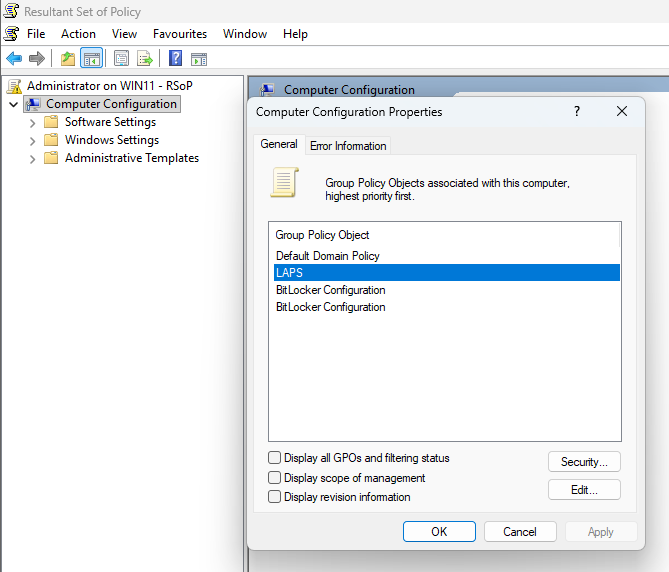 Resultant Set of Policy
File Action View Favourites Window Help
Administrator on WIN11 - RSoP
Computer Configuration
Software Settings
Windows Settings
Administrative Templates
Computer Configuration
Computer Configuration Properties
?
General
Error Information
Group Policy Objects associated with this computer,
highest priority first.
Group Policy Object
Default Domain Policy
LAPS
BitLocker Configuration
BitLocker Configuration
Display all GPOs and filtering status
Display scope of management
Display revision information
Security...
Edit...
OK
Cancel
Apply